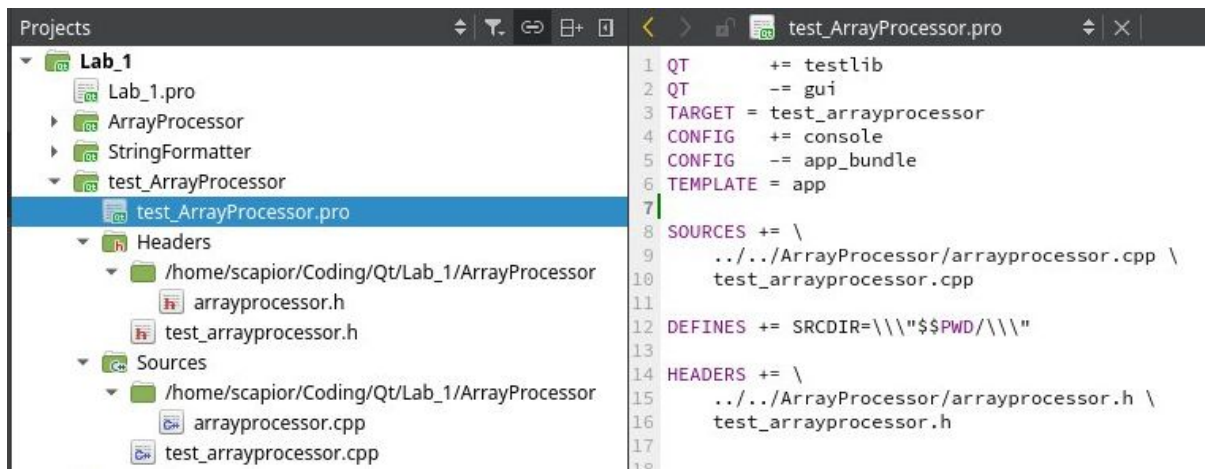 Projects
Lab_1
Lab_1.pro
ArrayProcessor
StringFormatter
test_ArrayProcessor
test_ArrayProcessor.pro
Headers
/home/scapior/Coding/Qt/Lab_1/ArrayProcessor
arrayprocessor.h
test_arrayprocessor.h
Sources
/home/scapior/Coding/Qt/Lab_1/ArrayProcessor
arrayprocessor.cpp
test_arrayprocessor.cpp
test_ArrayProcessor.pro
1 QT       += testlib
2 QT       -= gui
3 TARGET = test_arrayprocessor
4 CONFIG   += console
5 CONFIG   -= app_bundle
6 TEMPLATE = app
7
8 SOURCES += \
9     ../../ArrayProcessor/arrayprocessor.cpp \
10     test_arrayprocessor.cpp
11
12 DEFINES += SRCDIR=\\\"$$PWD/\\\"
13
14 HEADERS += \
15     ../../ArrayProcessor/arrayprocessor.h \
16     test_arrayprocessor.h
17
18